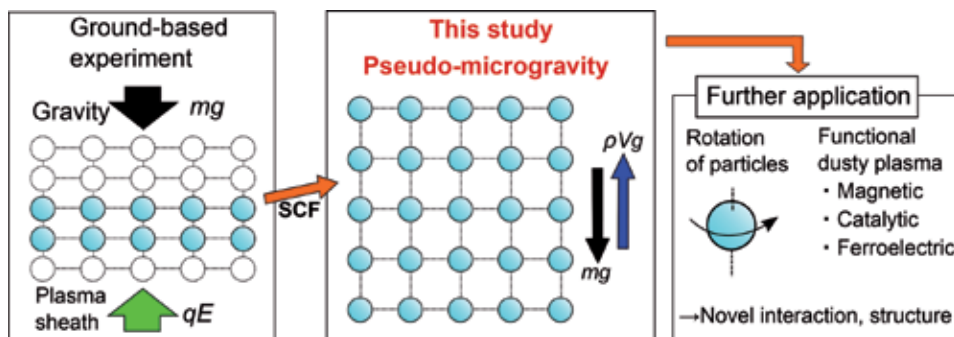 Ground-based
experiment
Gravity
mg
Plasma
sheath
qE
SCF
This study
Pseudo-microgravity
ρVg
mg
Further application
Rotation
of particles
Functional
dusty plasma
・Magnetic
・Catalytic
・Ferroelectric
→Novel interaction, structure